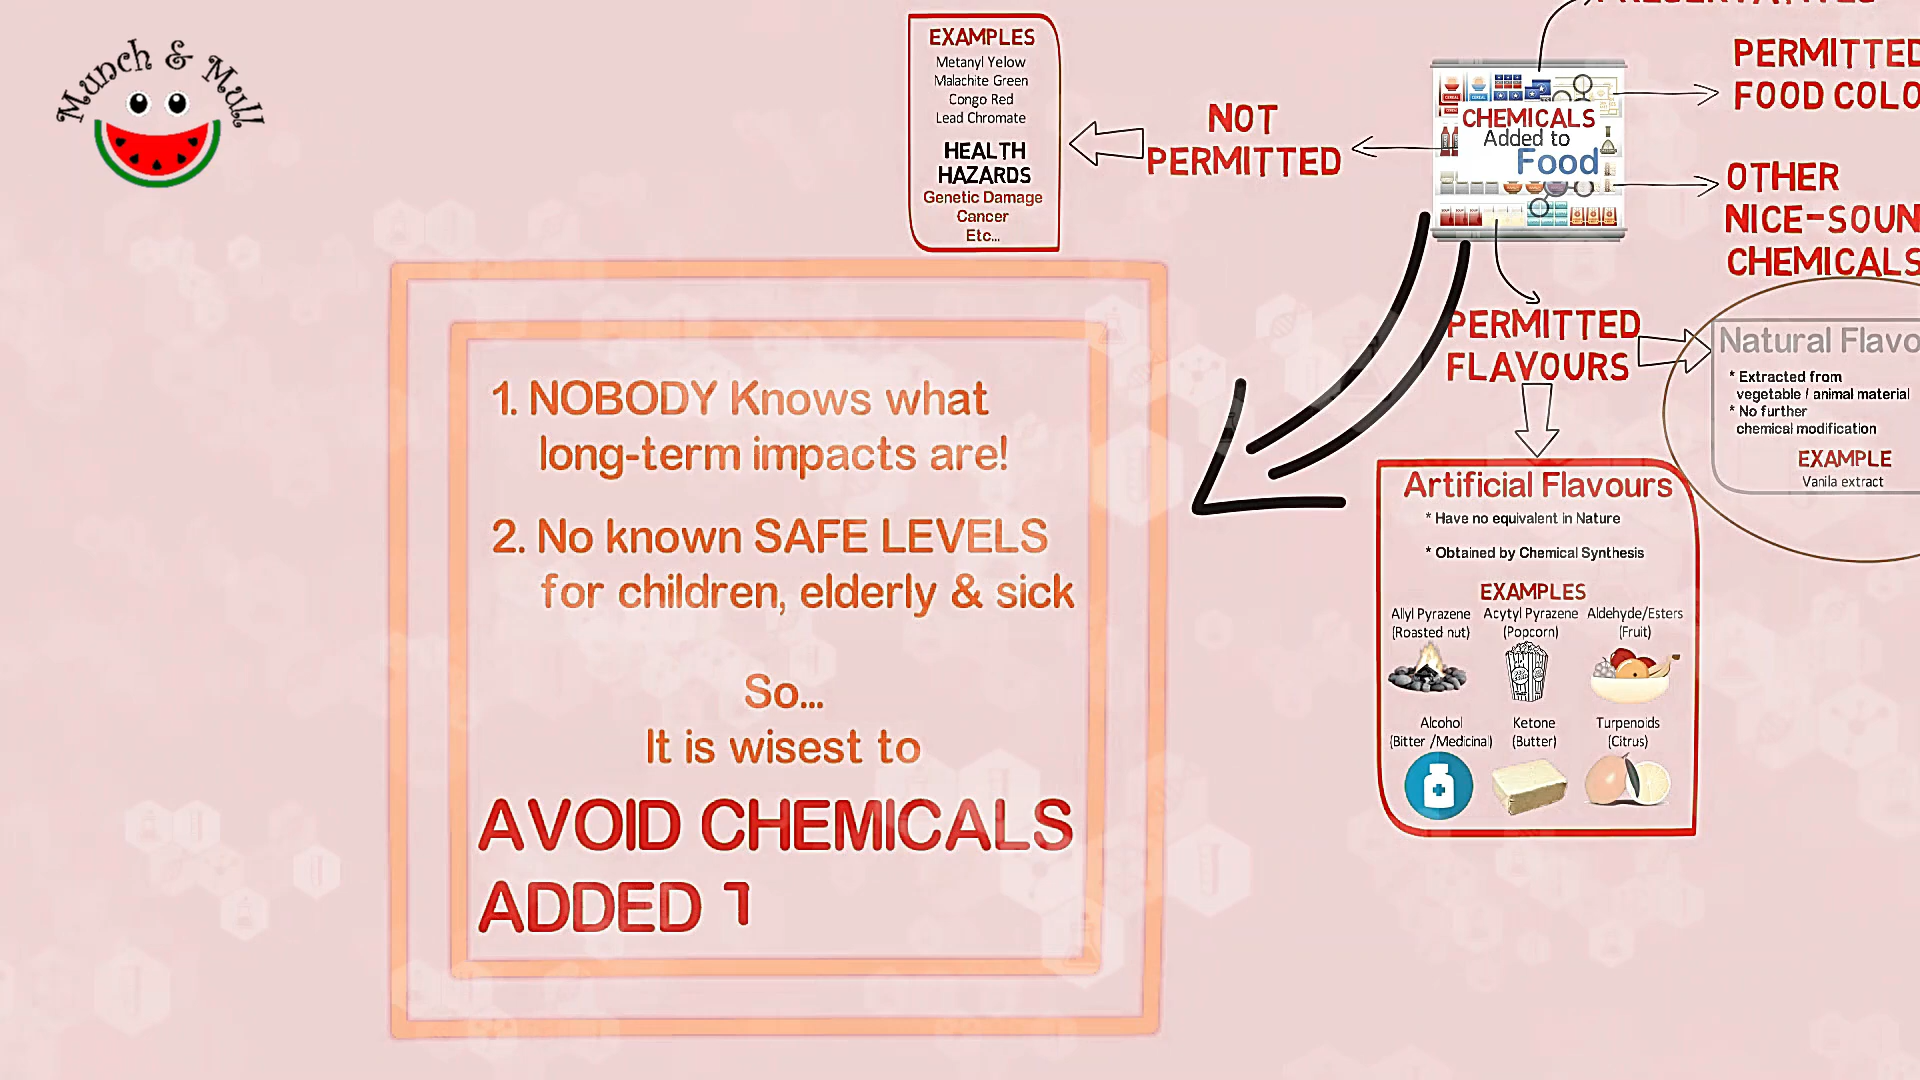 Munch & Mull
EXAMPLES
Metanyl Yelow
Malachite Green
Congo Red
Lead Chromate
HEALTH
HAZARDS
Genetic Damage
Cancer
Etc...
NOT
PERMITTED
CHEMICALS
Added to
Food
PERMITTED
FOOD COLO
OTHER
NICE-SOUN
CHEMICALS
PERMITTED
FLAVOURS
Natural Flavo
* Extracted from
vegetable / animal material
* No further
chemical modification
EXAMPLE
Vanila extract
Artificial Flavours
* Have no equivalent in Nature
* Obtained by Chemical Synthesis
EXAMPLES
Allyl Pyrazene
(Roasted nut)
Acytyl Pyrazene
(Popcorn)
Aldehyde/Esters
(Fruit)
Alcohol
(Bitter /Medicinal)
Ketone
(Butter)
Turpenoids
(Citrus)
1. NOBODY Knows what
long-term impacts are!
2. No known SAFE LEVELS
for children, elderly & sick
So...
It is wisest to
AVOID CHEMICALS
ADDED